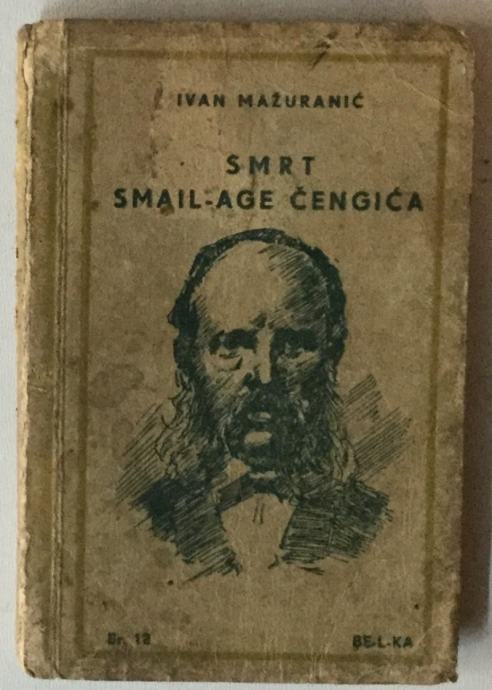 IVAN MAŽURANIĆ
SMRT
SMAIL-AGE ČENGIĆA
Br. 12 BE-L-KA